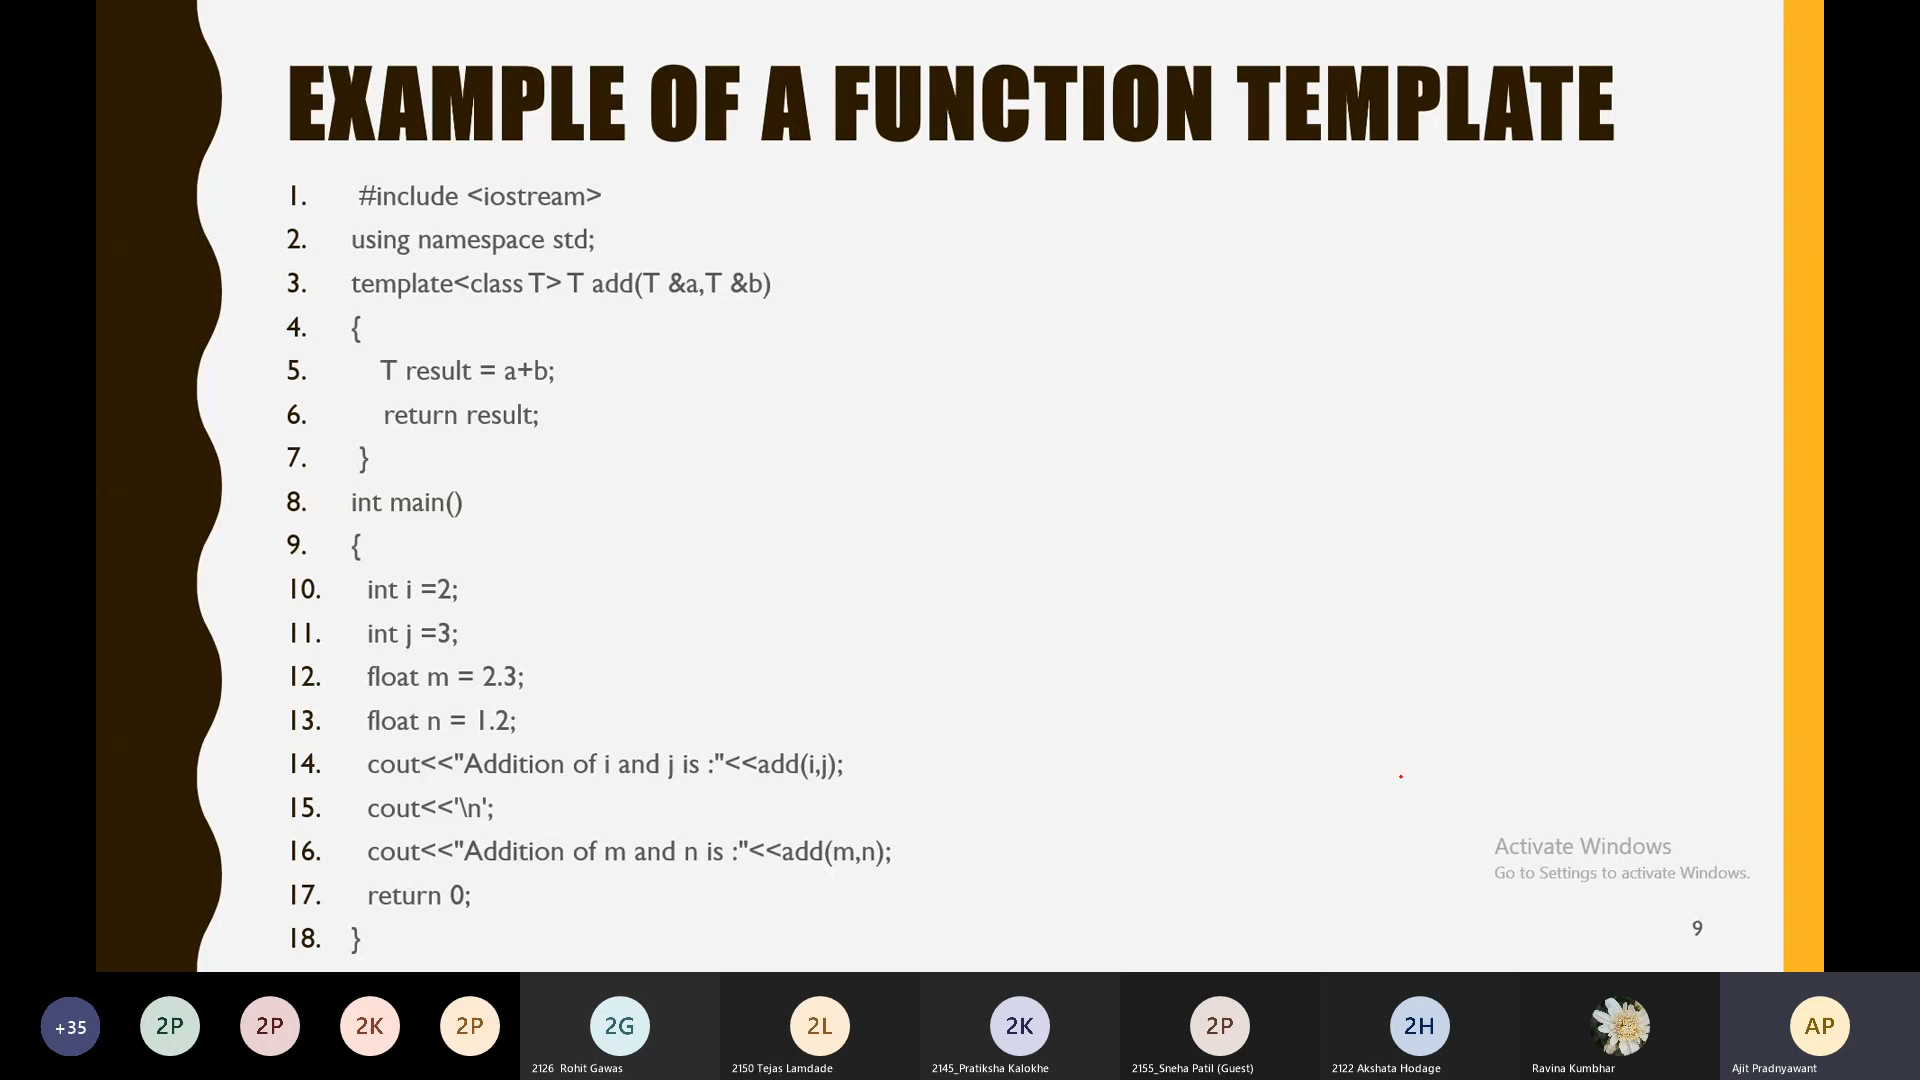 EXAMPLE OF A FUNCTION TEMPLATE
1. #include <iostream>
2. using namespace std;
3. template<class T> T add(T &a,T &b)
4. {
5. T result = a+b;
6. return result;
7. }
8. int main()
9. {
10. int i =2;
11. int j =3;
12. float m = 2.3;
13. float n = 1.2;
14. cout<<"Addition of i and j is :"<<add(i,j);
15. cout<<'\n';
16. cout<<"Addition of m and n is :"<<add(m,n);
17. return 0;
18. }
Activate Windows
Go to Settings to activate Windows.
9
+35 2P 2P 2K 2P 2G 2L 2K 2P 2H AP
2126 Rohit Gawas 2150 Tejas Lamdade 2145_Pratiksha Kalokhe 2155_Sneha Patil (Guest) 2122 Akshata Hodage Ravina Kumbhar Ajit Pradnyawant